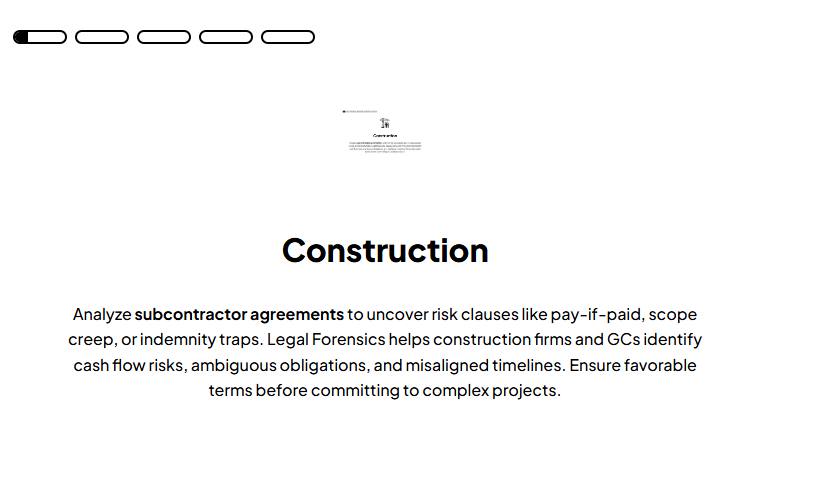 Construction
Construction
Analyze subcontractor agreements to uncover risk clauses like pay-if-paid, scope
creep, or indemnity traps. Legal Forensics helps construction firms and GCs identify
cash flow risks, ambiguous obligations, and misaligned timelines. Ensure favorable
terms before committing to complex projects.